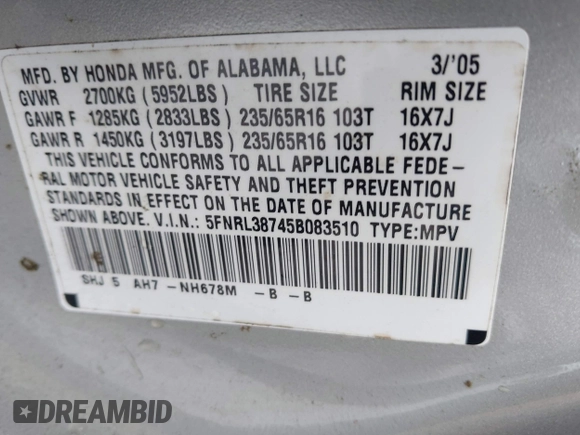 MFD. BY HONDA MFG. OF ALABAMA, LLC 3/'05
GVWR 2700KG (5952LBS) TIRE SIZE RIM SIZE
GAWR F 1285KG (2833LBS) 235/65R16 103T 16X7J
GAWR R 1450KG (3197LBS) 235/65R16 103T 16X7J
THIS VEHICLE CONFORMS TO ALL APPLICABLE FEDE-
RAL MOTOR VEHICLE SAFETY AND THEFT PREVENTION
STANDARDS IN EFFECT ON THE DATE OF MANUFACTURE
SHOWN ABOVE. V.I.N.: 5FNRL38745B083510 TYPE:MPV
SHJ 5 AH7 -NH678M -B -B
DREAMBID